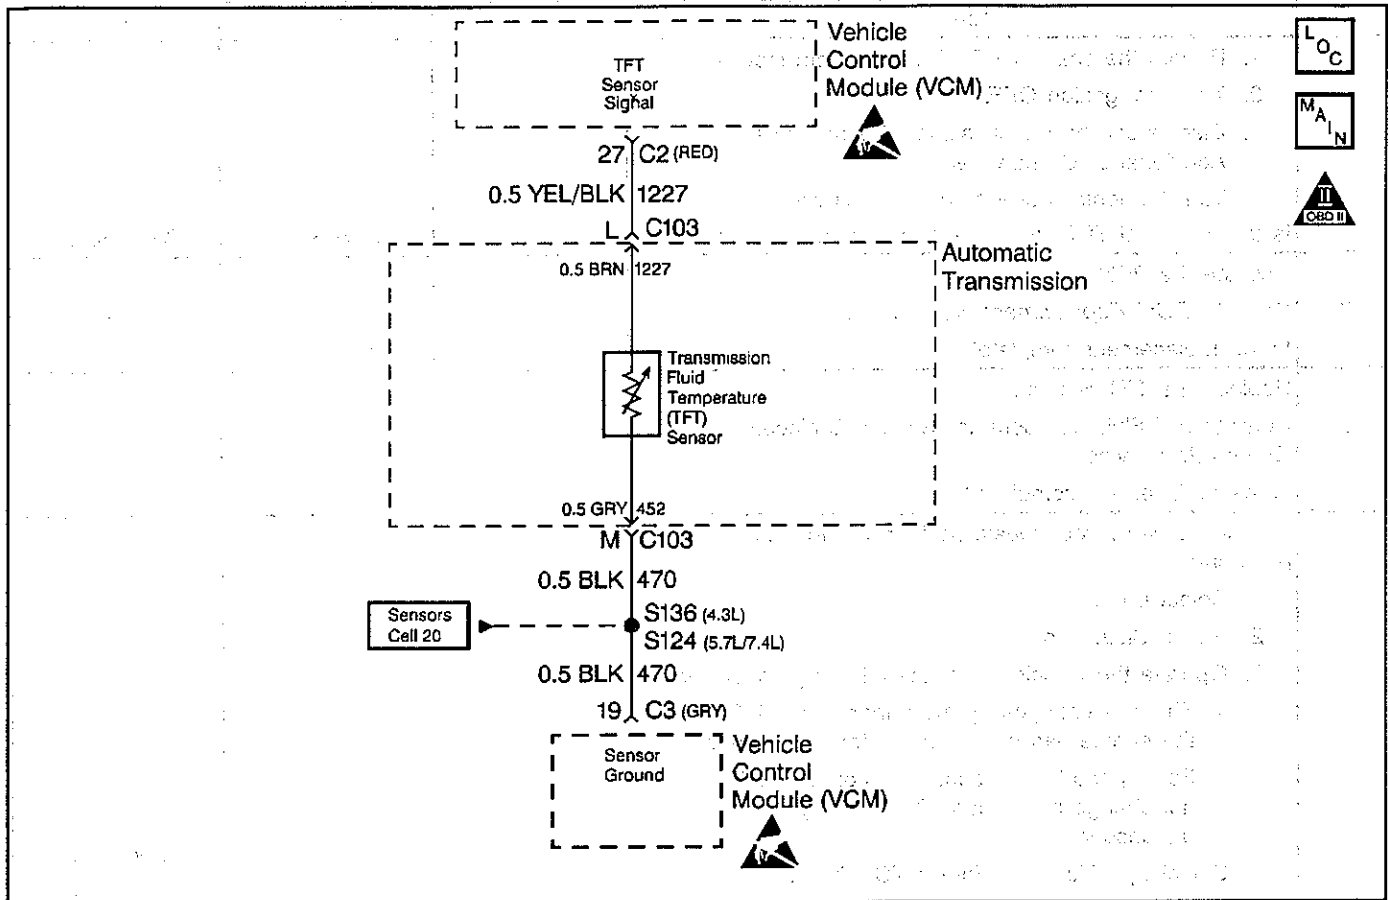 TFT
Sensor
Signal
Vehicle
Control
Module (VCM)
LOC
MAIN
II
OBD II
27 C2 (RED)
0.5 YEL/BLK 1227
L C103
0.5 BRN 1227
Automatic
Transmission
Transmission
Fluid
Temperature
(TFT)
Sensor
0.5 GRY 452
M C103
0.5 BLK 470
Sensors
Cell 20
S136 (4.3L)
S124 (5.7L/7.4L)
0.5 BLK 470
19 C3 (GRY)
Sensor
Ground
Vehicle
Control
Module (VCM)